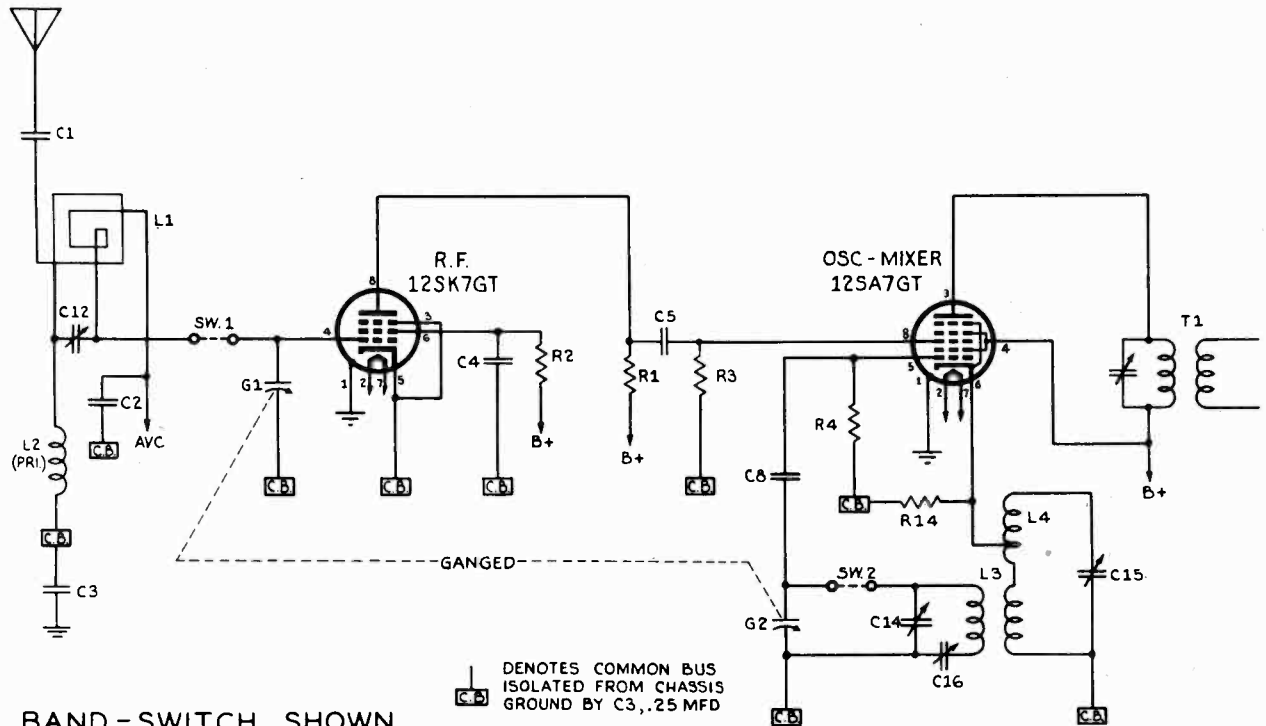 C1
L1
R.F.
12SK7GT
OSC-MIXER
12SA7GT
8
3
C12
SW.1
4
3
6
C5
8
4
T1
G1
1
2
7
5
C4
R2
R1
R3
5
1
2
7
6
C2
C.B.
AVC
L2
(PRI.)
B+
B+
R4
C8
B+
C.B.
C.B.
C.B.
C.B.
C.B.
R14
L4
C.B.
C3
GANGED
SW.2
L3
C15
G2
C14
C16
C.B.
DENOTES COMMON BUS
ISOLATED FROM CHASSIS
GROUND BY C3,.25 MFD
C.B.
C.B.
BAND-SWITCH SHOWN